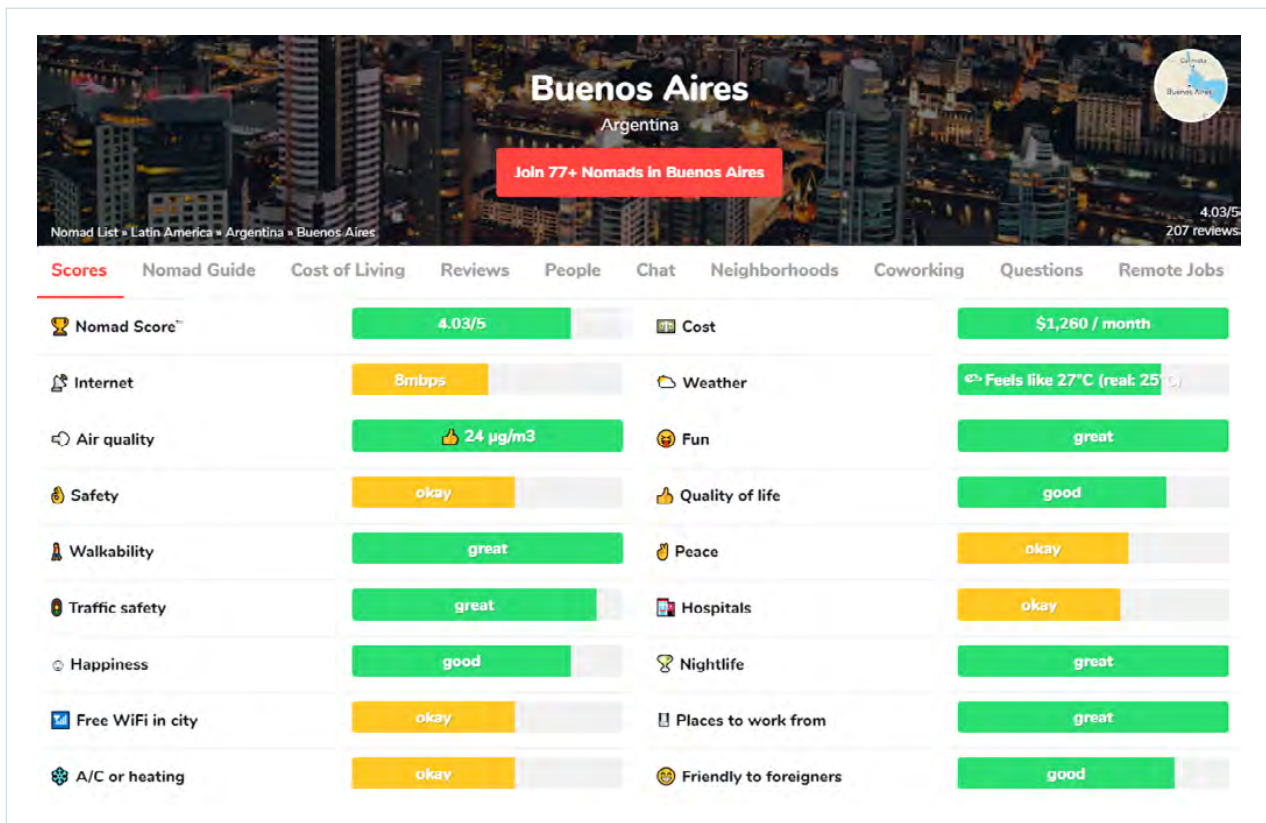 Buenos Aires
Argentina
Join 77+ Nomads in Buenos Aires
Buenos Aires
4.03/5
Nomad List » Latin America » Argentina » Buenos Aires
207 reviews
Scores Nomad Guide Cost of Living Reviews People Chat Neighborhoods Coworking Questions Remote Jobs
Nomad Score 4.03/5 Cost $1,260 / month
Internet 8mbps Weather Feels like 27°C (real: 25°C)
Air quality 24 µg/m3 Fun great
Safety okay Quality of life good
Walkability great Peace okay
Traffic safety great Hospitals okay
Happiness good Nightlife great
Free WiFi in city okay Places to work from great
A/C or heating okay Friendly to foreigners good